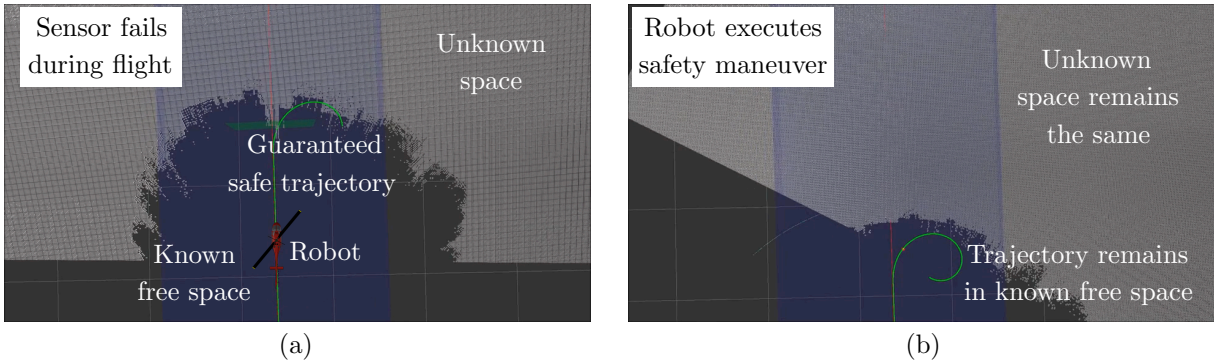 Sensor fails
during flight
Unknown
space
Guaranteed
safe trajectory
Known
free space
Robot
(a)
Robot executes
safety maneuver
Unknown
space remains
the same
Trajectory remains
in known free space
(b)